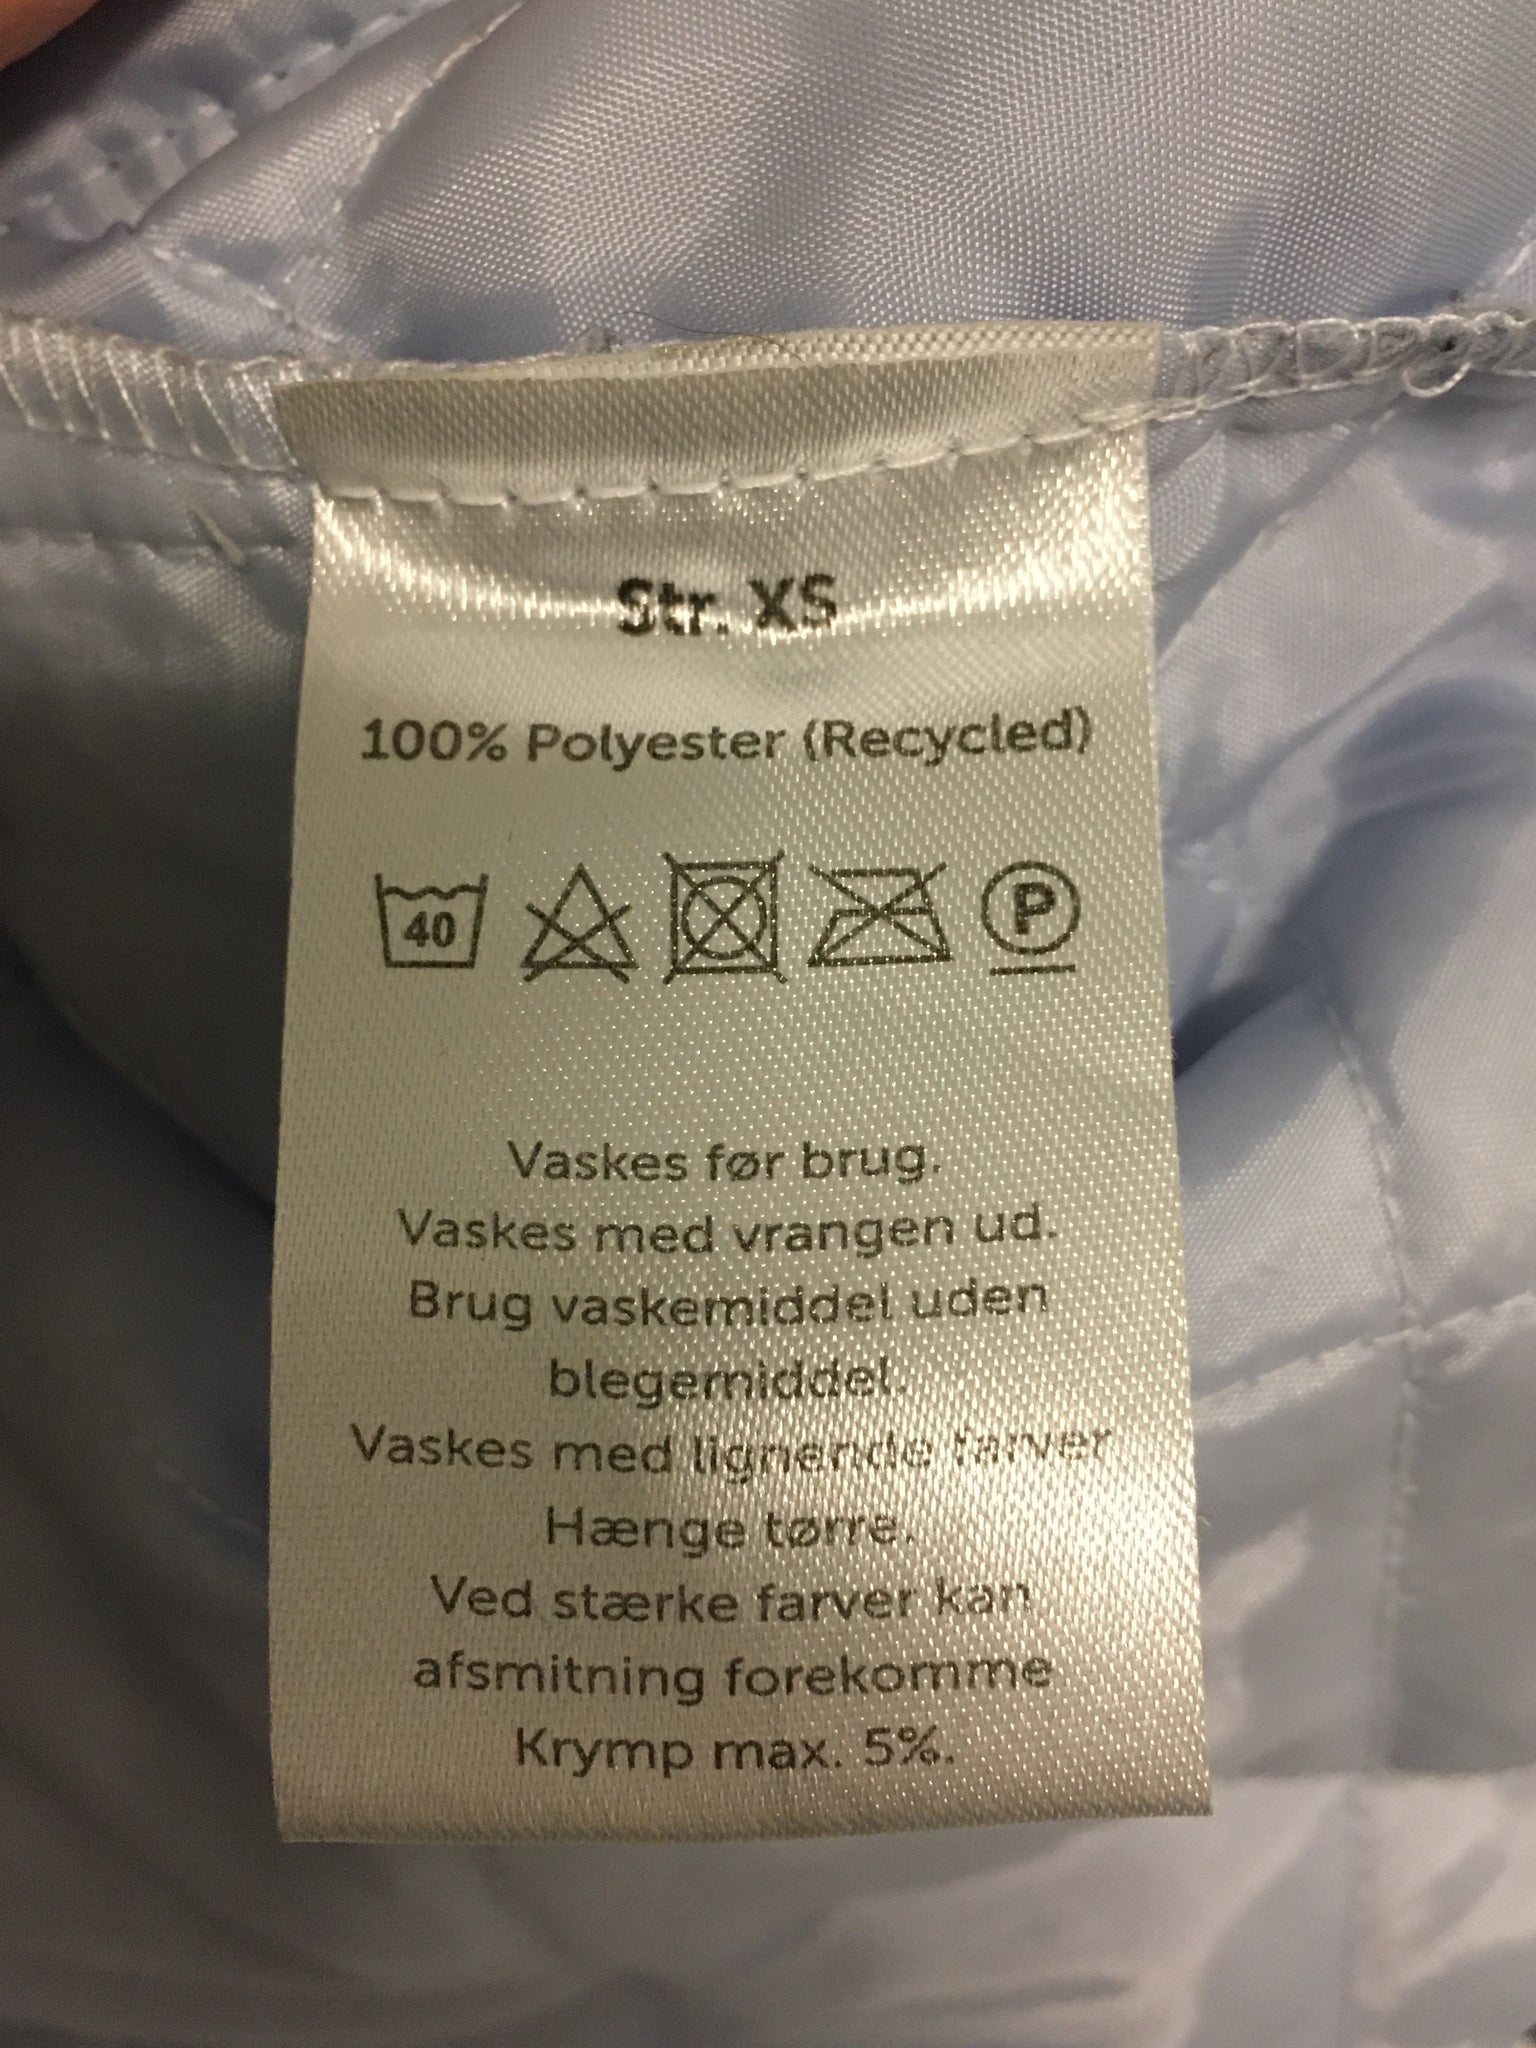 Str. XS
100% Polyester (Recycled)
40 P
Vaskes før brug.
Vaskes med vrangen ud.
Brug vaskemiddel uden
blegemiddel.
Vaskes med lignende farver
Hænge tørre.
Ved stærke farver kan
afsmitning forekomme
Krymp max. 5%.